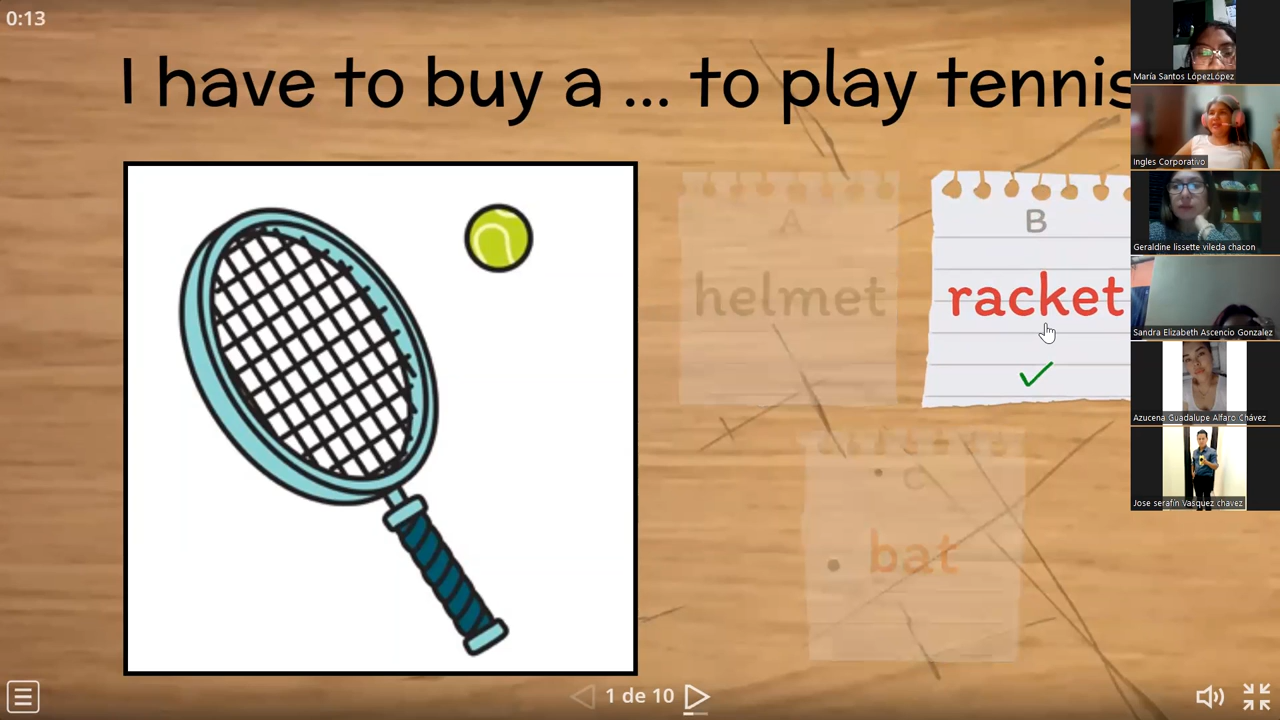 0:13
I have to buy a ... to play tennis
A
helmet
B
racket
C
bat
1 de 10
María Santos LópezLópez
Ingles Corporativo
Geraldine lissette vileda chacon
Sandra Elizabeth Ascencio Gonzalez
Azucena Guadalupe Alfaro Chávez
Jose serafín Vasquez chavez